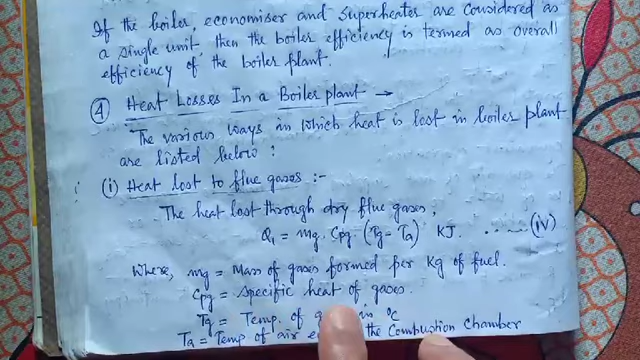 If the boiler, economiser and superheater are considered as
a single unit, then the boiler efficiency is termed as overall
efficiency of the boiler plant.
④ Heat Losses In a Boiler plant →
The various ways in which heat is lost in boiler plant
are listed below :
(i) Heat lost to flue gases :-
The heat lost through dry flue gases,
Q₁ = mg. Cpg (Tg - Ta) KJ. ...... (iv)
Where, mg = Mass of gases formed per kg of fuel.
Cpg = Specific heat of gases
Tg = Temp. of in °C
Ta = Temp of air the Combustion Chamber